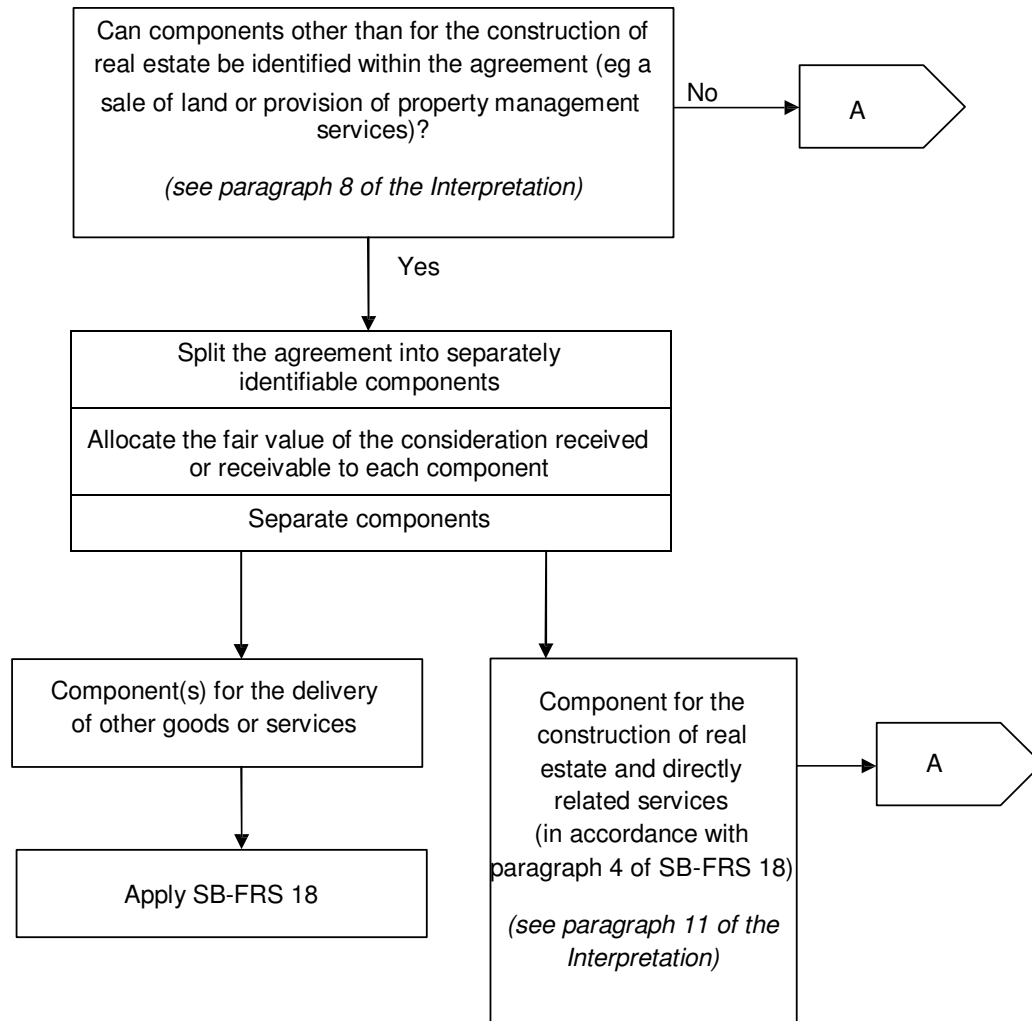 Can components other than for the construction of
real estate be identified within the agreement (eg a
sale of land or provision of property management
services)?
(see paragraph 8 of the Interpretation)
No
A
Yes
Split the agreement into separately
identifiable components
Allocate the fair value of the consideration received
or receivable to each component
Separate components
Component(s) for the delivery
of other goods or services
Apply SB-FRS 18
Component for the
construction of real
estate and directly
related services
(in accordance with
paragraph 4 of SB-FRS 18)
(see paragraph 11 of the
Interpretation)
A